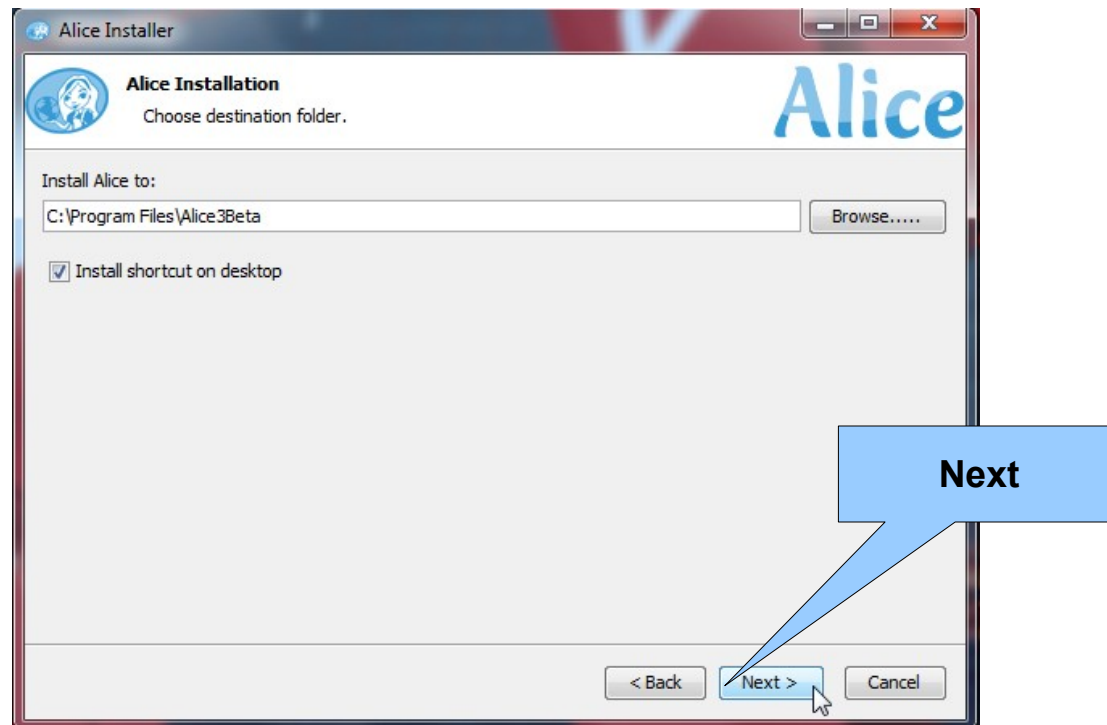 Alice Installer
Alice Installation
Choose destination folder.
Alice
Install Alice to:
C:\Program Files\Alice3Beta
Browse.....
Install shortcut on desktop
Next
< Back
Next >
Cancel